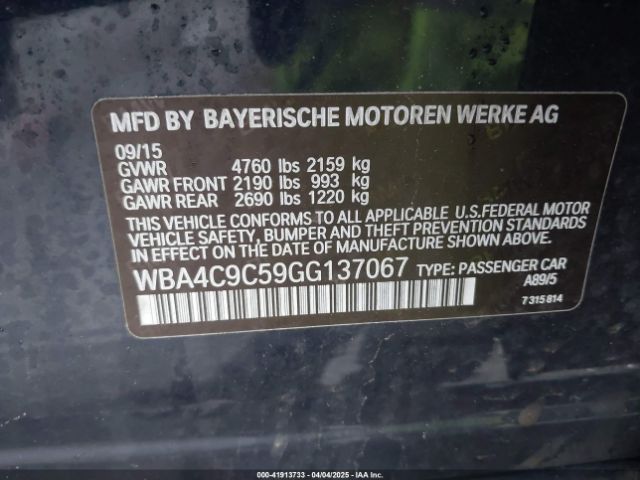 MFD BY BAYERISCHE MOTOREN WERKE AG
09/15
GVWR 4760 lbs 2159 kg
GAWR FRONT 2190 lbs 993 kg
GAWR REAR 2690 lbs 1220 kg
THIS VEHICLE CONFORMS TO ALL APPLICABLE U.S.FEDERAL MOTOR
VEHICLE SAFETY, BUMPER AND THEFT PREVENTION STANDARDS
IN EFFECT ON THE DATE OF MANUFACTURE SHOWN ABOVE.
WBA4C9C59GG137067 TYPE: PASSENGER CAR
A89/5
7 315 814
000-41913733 - 04/04/2025 - IAA Inc.